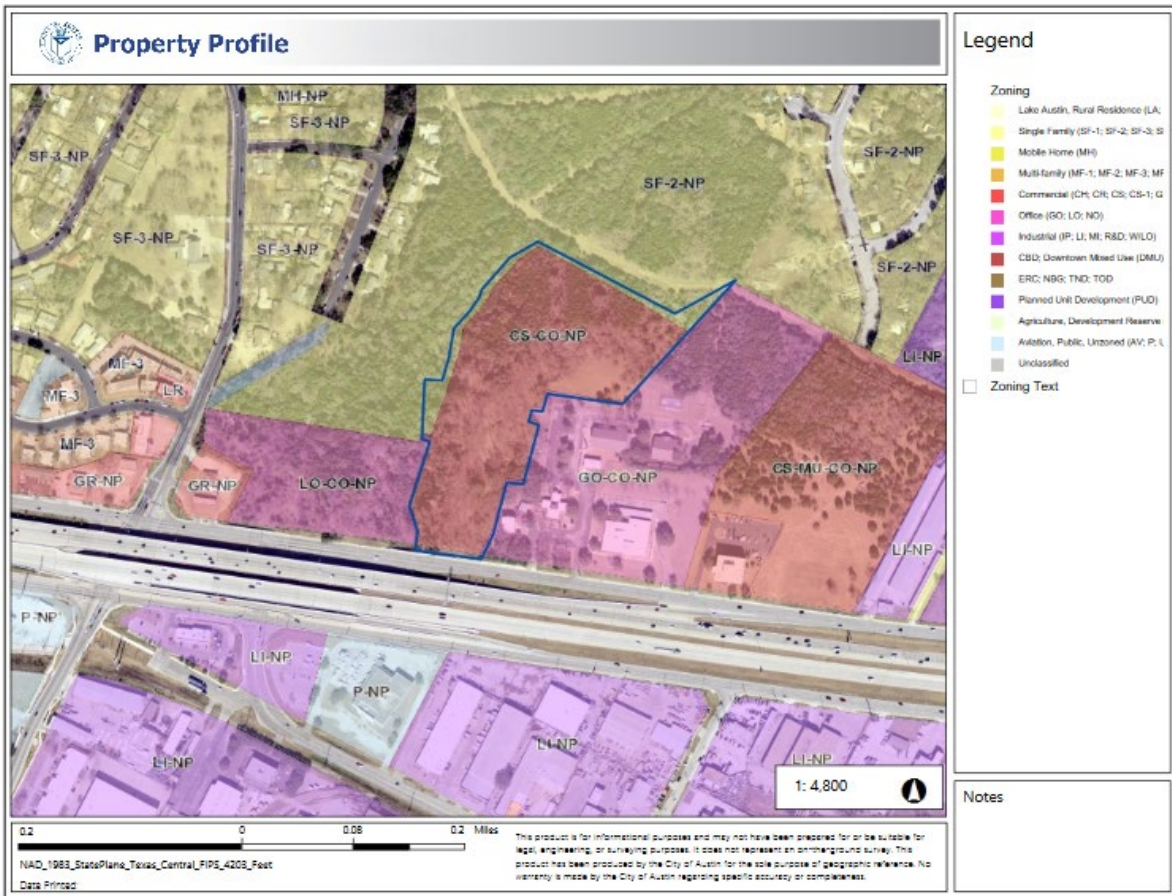 Property Profile
MH-NP
SF-3-NP
SF-3-NP
SF-2-NP
SF-2-NP
SF-3-NP
SF-3-NP
SF-2-NP
CS-CO-NP
LI-NP
MF-3
LR
MF-3
MF-3
CS-MU-CO-NP
GO-CO-NP
GR-NP
GR-NP
LO-CO-NP
LI-NP
P-NP
LI-NP
P-NP
LI-NP
LI-NP
LI-NP
1: 4,800
Legend
Zoning
Lake Austin, Rural Residence (LA;
Single Family (SF-1; SF-2; SF-3; S
Mobile Home (MH)
Multi-family (MF-1; MF-2; MF-3; MF
Commercial (CH; CR; CS; CS-1; G
Office (GO; LO; NO)
Industrial (IP; LI; MI; R&D; W/LO)
CBD; Downtown Mixed Use (DMU)
ERC; NBG; TND; TOD
Planned Unit Development (PUD)
Agriculture, Development Reserve
Aviation, Public, Unzoned (AV; P; U
Unclassified
Zoning Text
Notes
0.2 0 0.08 0.2 Miles
NAD_1983_StatePlane_Texas_Central_FIPS_4203_Feet
Date Printed:
This product is for informational purposes and may not have been prepared for or be suitable for
legal, engineering, or surveying purposes. It does not represent an on-the-ground survey. This
product has been produced by the City of Austin for the sole purpose of geographic reference. No
warranty is made by the City of Austin regarding specific accuracy or completeness.